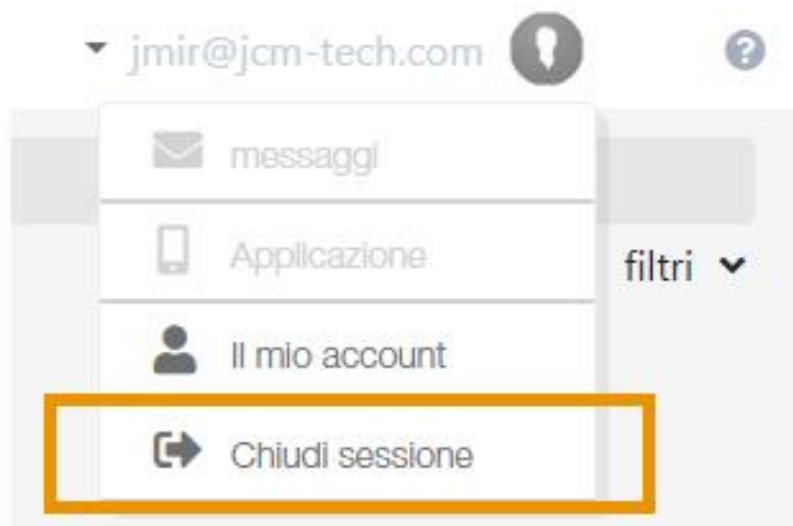 jmir@jcm-tech.com
messaggi
Applicazione
filtri
Il mio account
Chiudi sessione